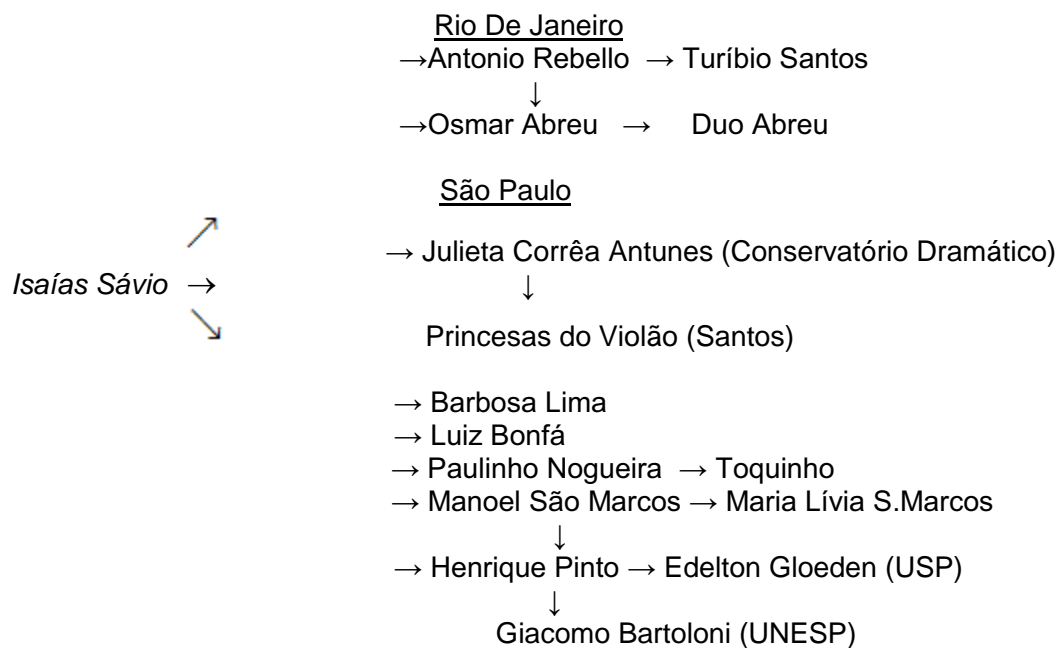 Rio De Janeiro
→Antonio Rebello → Turíbio Santos
↓
→Osmar Abreu → Duo Abreu
São Paulo
↗
→ Julieta Corrêa Antunes (Conservatório Dramático)
Isaías Sávio →
↓
↘
Princesas do Violão (Santos)
→ Barbosa Lima
→ Luiz Bonfá
→ Paulinho Nogueira → Toquinho
→ Manoel São Marcos → Maria Lívia S.Marcos
↓
→ Henrique Pinto → Edelton Gloeden (USP)
↓
Giacomo Bartoloni (UNESP)